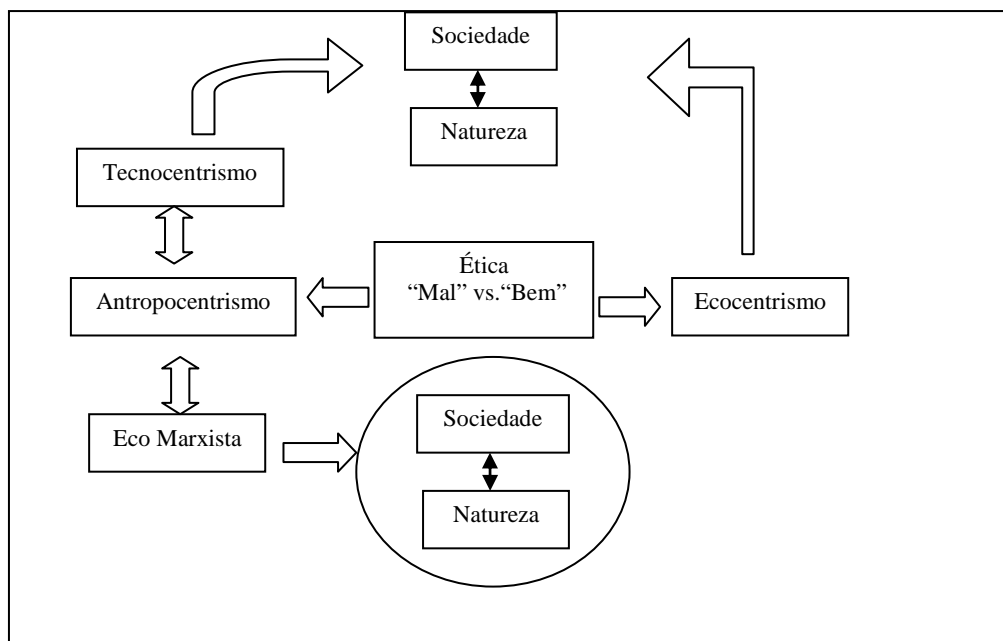 Sociedade
Natureza
Tecnocentrismo
Ética
“Mal” vs.“Bem”
Antropocentrismo
Ecocentrismo
Eco Marxista
Sociedade
Natureza